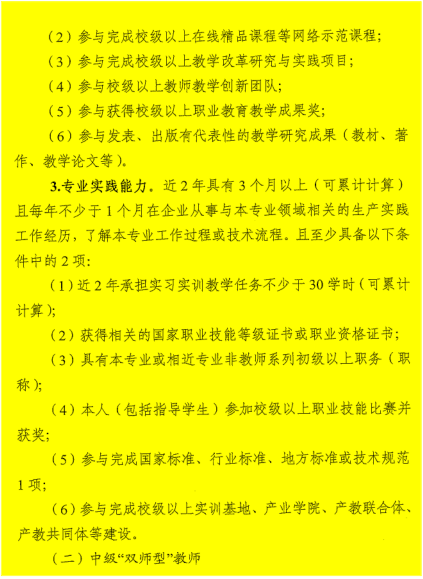 （2）参与完成校级以上在线精品课程等网络示范课程；
（3）参与完成校级以上教学改革研究与实践项目；
（4）参与校级以上教师教学创新团队；
（5）参与获得校级以上职业教育教学成果奖；
（6）参与发表、出版有代表性的教学研究成果（教材、著
作、教学论文等）。
3.专业实践能力。近 2 年具有 3 个月以上（可累计计算）
且每年不少于 1 个月在企业从事与本专业领域相关的生产实践
工作经历，了解本专业工作过程或技术流程。且至少具备以下条
件中的 2 项：
（1）近 2 年承担实习实训教学任务不少于 30 学时（可累计
计算）；
（2）获得相关的国家职业技能等级证书或职业资格证书；
（3）具有本专业或相近专业非教师系列初级以上职务（职
称）；
（4）本人（包括指导学生）参加校级以上职业技能比赛并
获奖；
（5）参与完成国家标准、行业标准、地方标准或技术规范
1 项；
（6）参与完成校级以上实训基地、产业学院、产教联合体、
产教共同体等建设。
（二）中级“双师型”教师